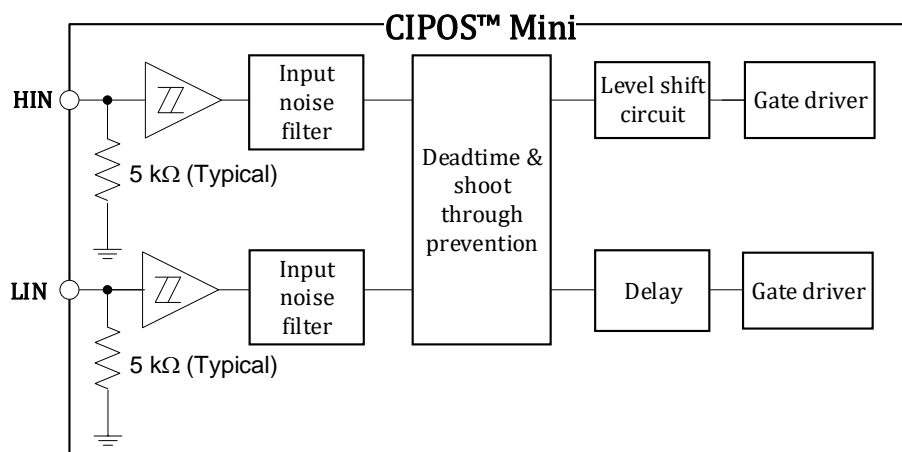 CIPOS™ Mini
HIN
Input
noise
filter
Level shift
circuit
Gate driver
5 kΩ (Typical)
Deadtime &
shoot
through
prevention
LIN
Input
noise
filter
Delay
Gate driver
5 kΩ (Typical)